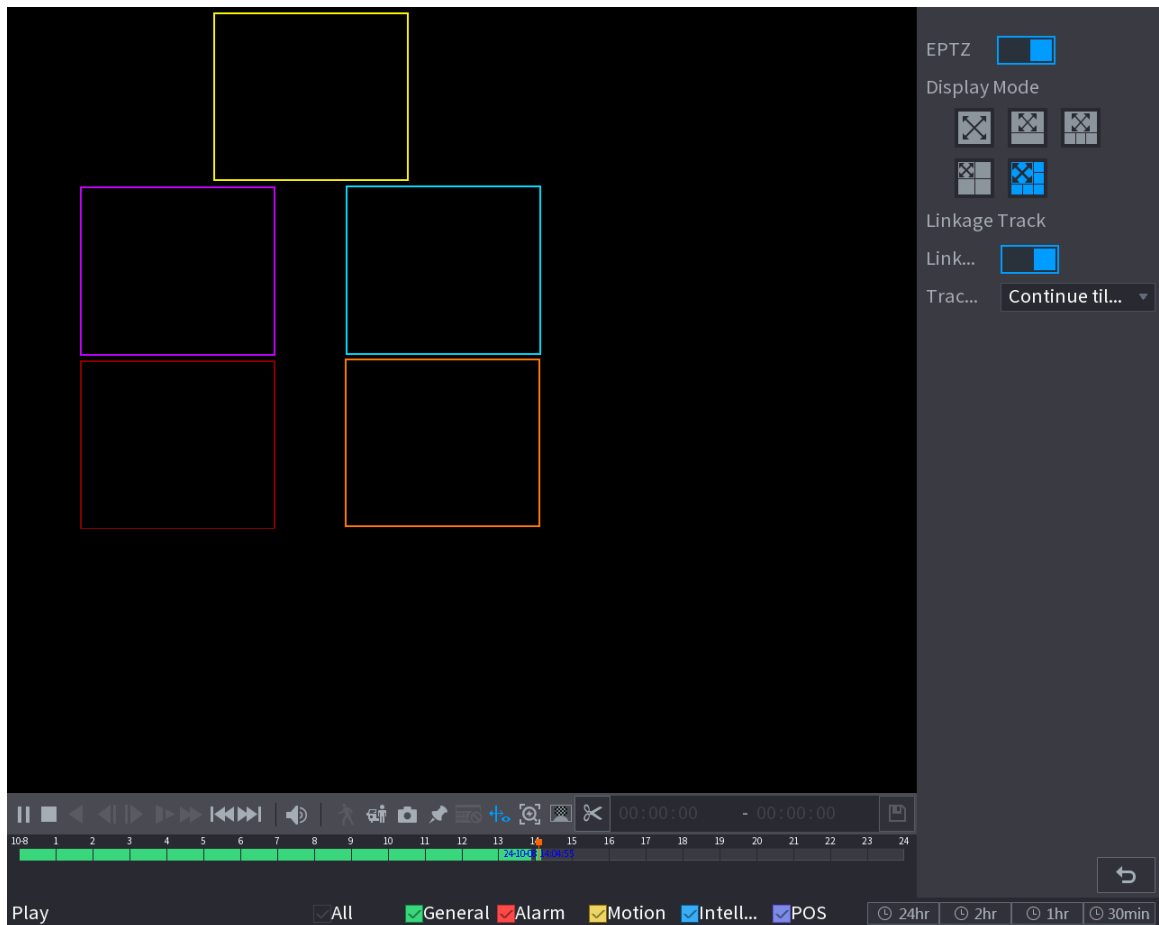 EPTZ
Display Mode
Linkage Track
Link...
Trac... Continue til...
00:00:00 - 00:00:00
10-8 1 2 3 4 5 6 7 8 9 10 11 12 13 14 15 16 17 18 19 20 21 22 23 24
Play All General Alarm Motion Intell... POS 24hr 2hr 1hr 30min